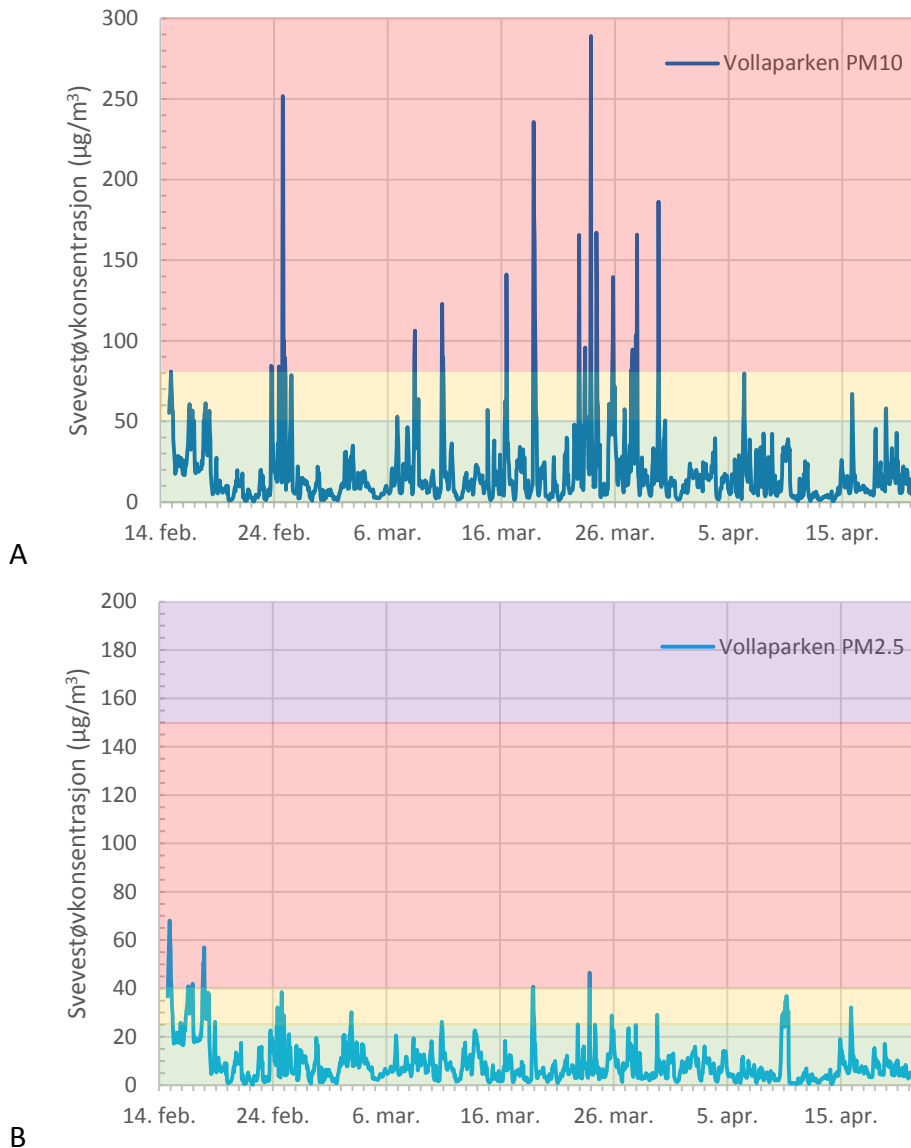 300
250
200
150
100
50
0
Svevestøvkonsentrasjon (µg/m³)
Vollaparken PM10
14. feb.
24. feb.
6. mar.
16. mar.
26. mar.
5. apr.
15. apr.
A
200
180
160
140
120
100
80
60
40
20
0
Svevestøvkonsentrasjon (µg/m³)
Vollaparken PM2.5
14. feb.
24. feb.
6. mar.
16. mar.
26. mar.
5. apr.
15. apr.
B